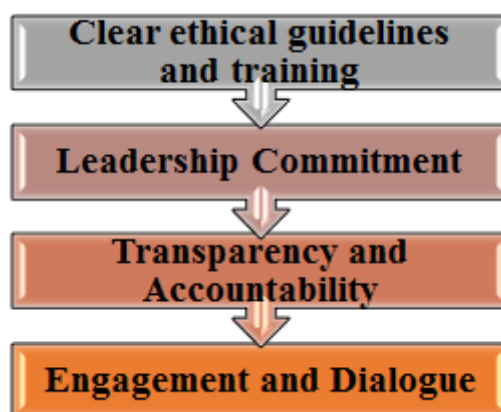 Clear ethical guidelines
and training
Leadership Commitment
Transparency and
Accountability
Engagement and Dialogue